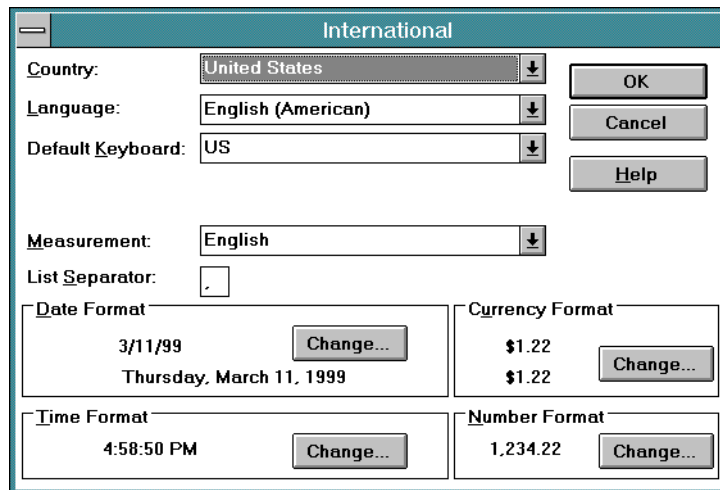 International
Country: United States
OK
Language: English (American)
Cancel
Default Keyboard: US
Help
Measurement: English
List Separator: ,
Date Format
3/11/99
Change...
Thursday, March 11, 1999
Currency Format
$1.22
$1.22
Change...
Time Format
4:58:50 PM
Change...
Number Format
1,234.22
Change...